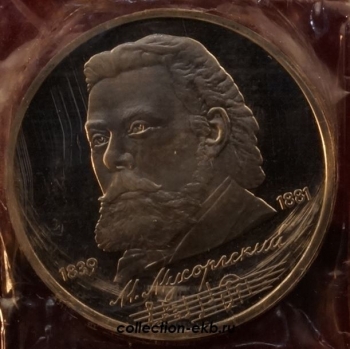 1839
1881
М. Мусоргский
collection-ekb.ru